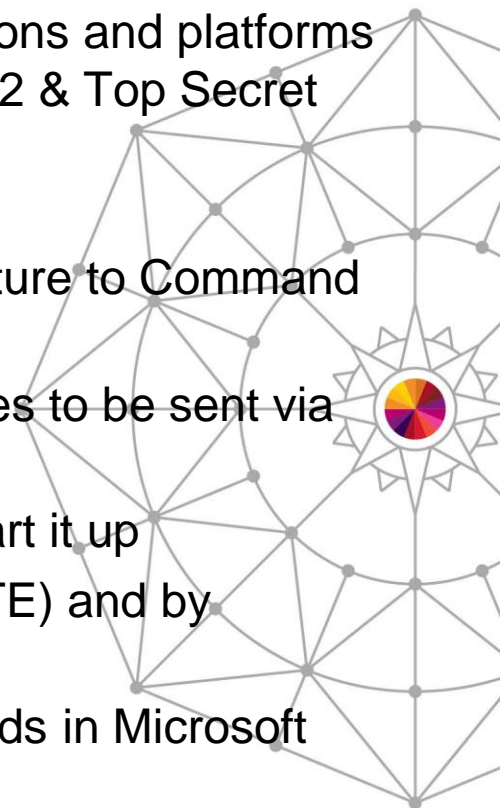 ons and platforms
2 & Top Secret
ture to Command
es to be sent via
art it up
TE) and by
ds in Microsoft